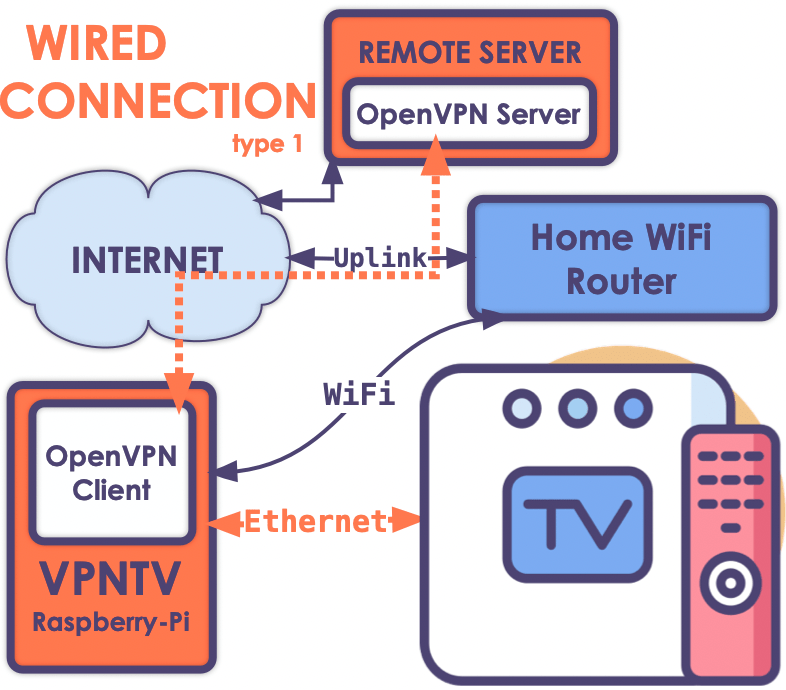 WIRED
CONNECTION
type 1
REMOTE SERVER
OpenVPN Server
INTERNET
Uplink
Home WiFi
Router
WiFi
OpenVPN
Client
Ethernet
TV
VPNTV
Raspberry-Pi